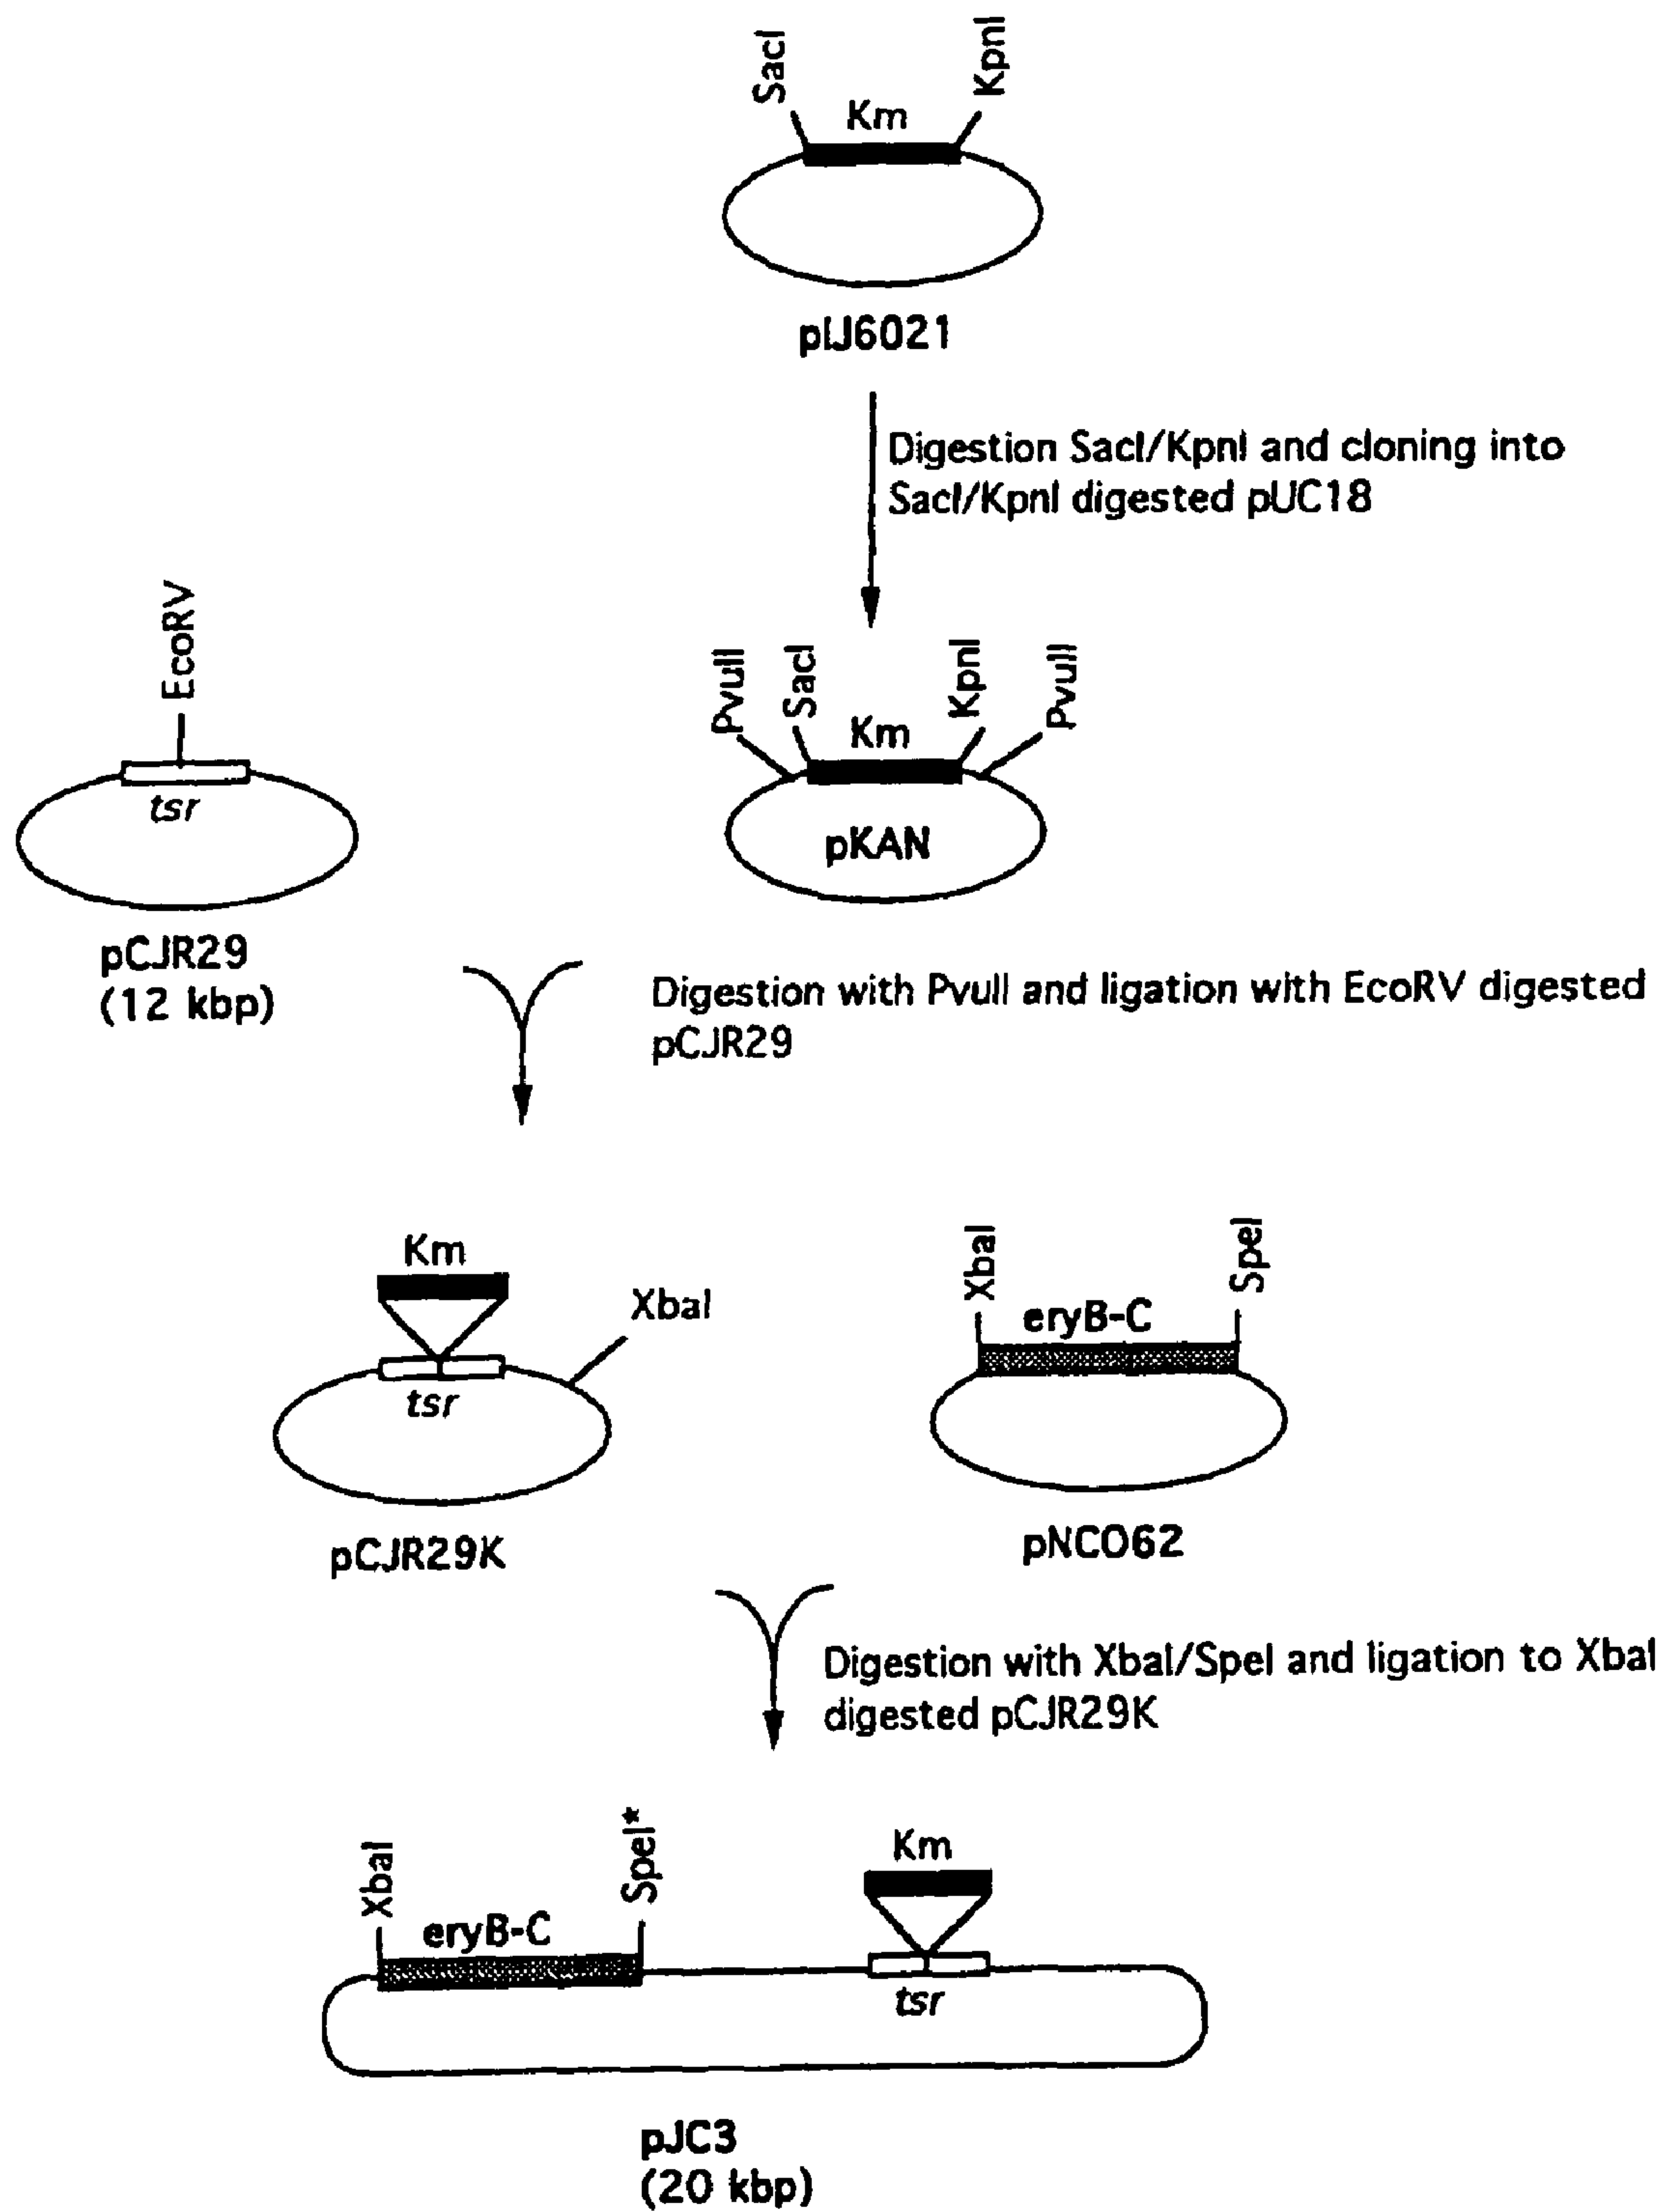 SacI
KpnI
Km
pIJ6021
Digestion SacI/KpnI and cloning into
SacI/KpnI digested pUC18
EcoRV
tsr
pCJR29
(12 kbp)
PvuII
SacI
Km
KpnI
PvuII
pKAN
Digestion with PvuII and ligation with EcoRV digested
pCJR29
Km
XbaI
tsr
pCJR29K
XbaI
eryB-C
SpeI
pNCO62
Digestion with XbaI/SpeI and ligation to XbaI
digested pCJR29K
XbaI
eryB-C
SpeI*
Km
tsr
pJC3
(20 kbp)